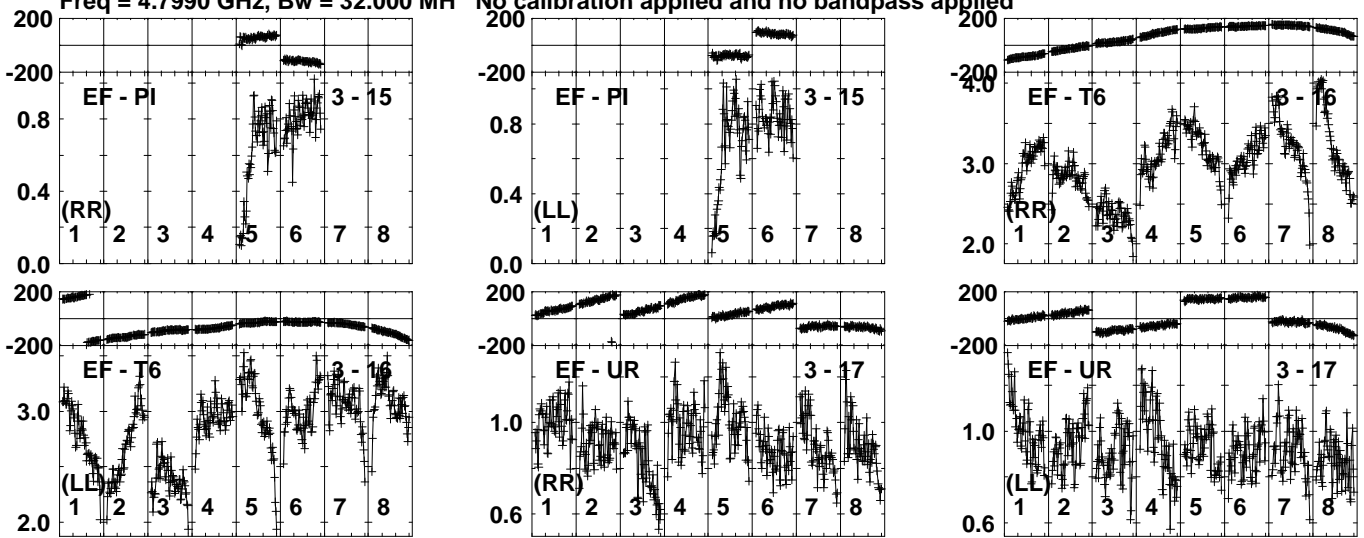 Freq = 4.7990 GHz, Bw = 32.000 MH No calibration applied and no bandpass applied
200
-200
EF - PI 3 - 15
0.8
0.4
(RR)
1 2 3 4 5 6 7 8
0.0
200
-200
EF - PI 3 - 15
0.8
0.4
(LL)
1 2 3 4 5 6 7 8
0.0
200
-200
4.0
EF - T6 3 - 16
3.0
(RR)
1 2 3 4 5 6 7 8
2.0
200
-200
EF - T6 3 - 16
3.0
(LL)
1 2 3 4 5 6 7 8
2.0
200
-200
EF - UR 3 - 17
1.0
(RR)
1 2 3 4 5 6 7 8
0.6
200
-200
EF - UR 3 - 17
1.0
(LL)
1 2 3 4 5 6 7 8
0.6